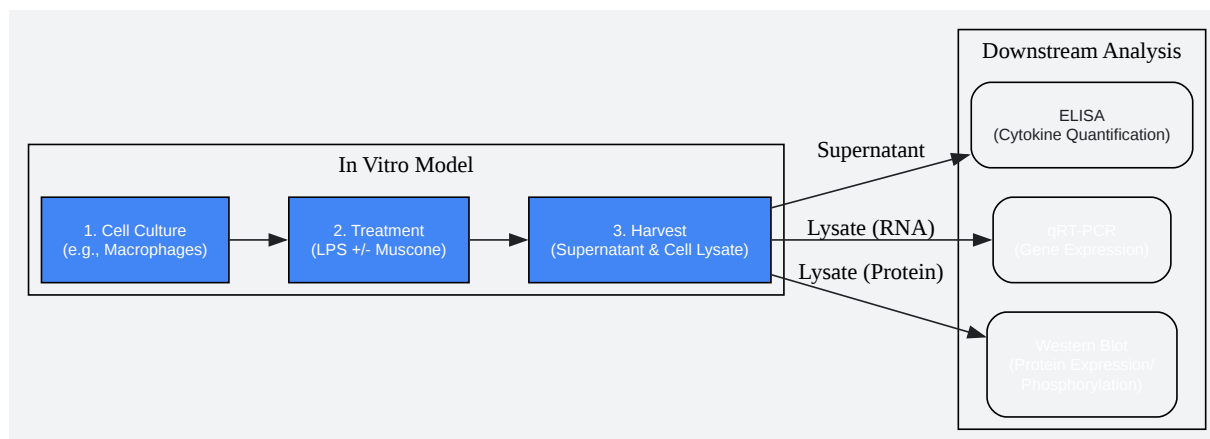 In Vitro Model
1. Cell Culture
(e.g., Macrophages)
2. Treatment
(LPS +/- Muscone)
3. Harvest
(Supernatant & Cell Lysate)
Supernatant
Lysate (RNA)
Lysate (Protein)
Downstream Analysis
ELISA
(Cytokine Quantification)
qRT-PCR
(Gene Expression)
Western Blot
(Protein Expression/
Phosphorylation)